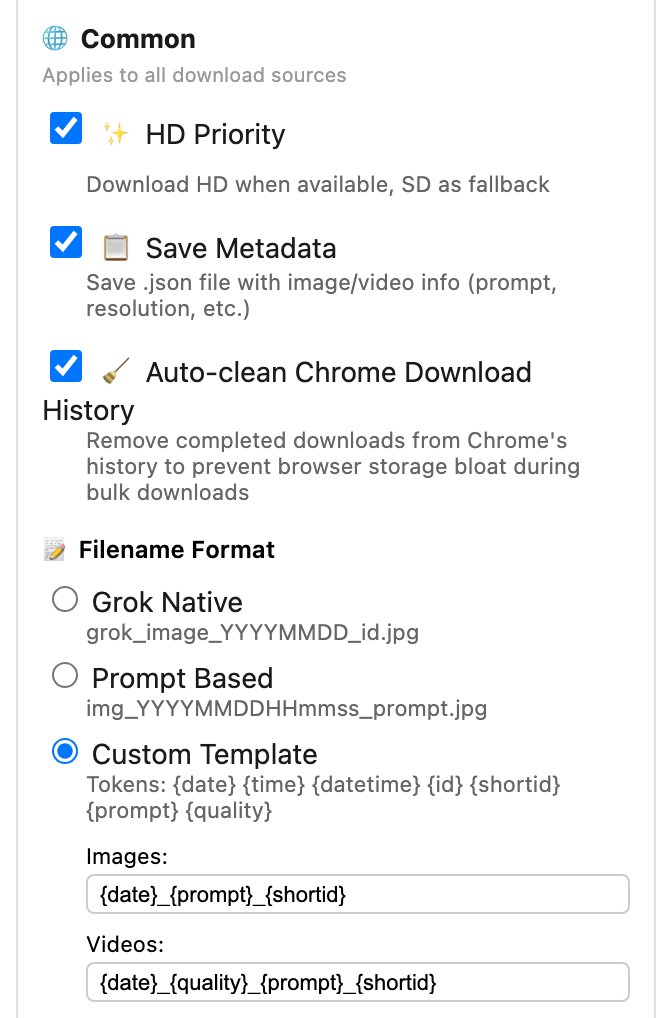 Common
Applies to all download sources
HD Priority
Download HD when available, SD as fallback
Save Metadata
Save .json file with image/video info (prompt,
resolution, etc.)
Auto-clean Chrome Download
History
Remove completed downloads from Chrome's
history to prevent browser storage bloat during
bulk downloads
Filename Format
Grok Native
grok_image_YYYYMMDD_id.jpg
Prompt Based
img_YYYYMMDDHHmmss_prompt.jpg
Custom Template
Tokens: {date} {time} {datetime} {id} {shortid}
{prompt} {quality}
Images:
{date}_{prompt}_{shortid}
Videos:
{date}_{quality}_{prompt}_{shortid}